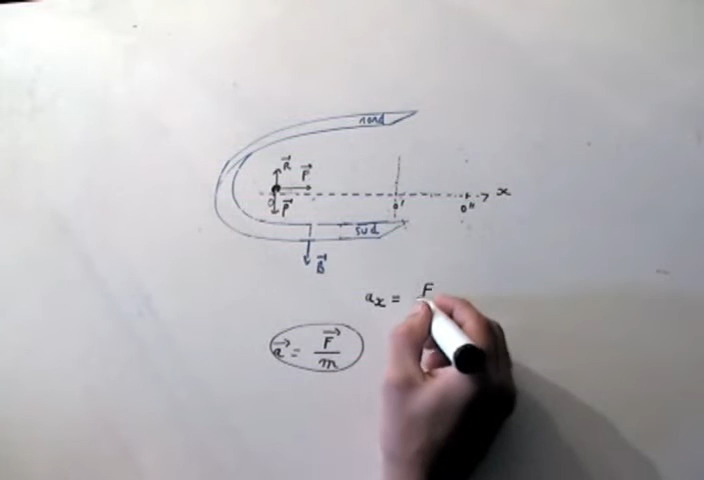 nord
R⃗ F⃗
O P⃗ O' O'' x
sud
B⃗
aₓ = F
a⃗ = F⃗/m